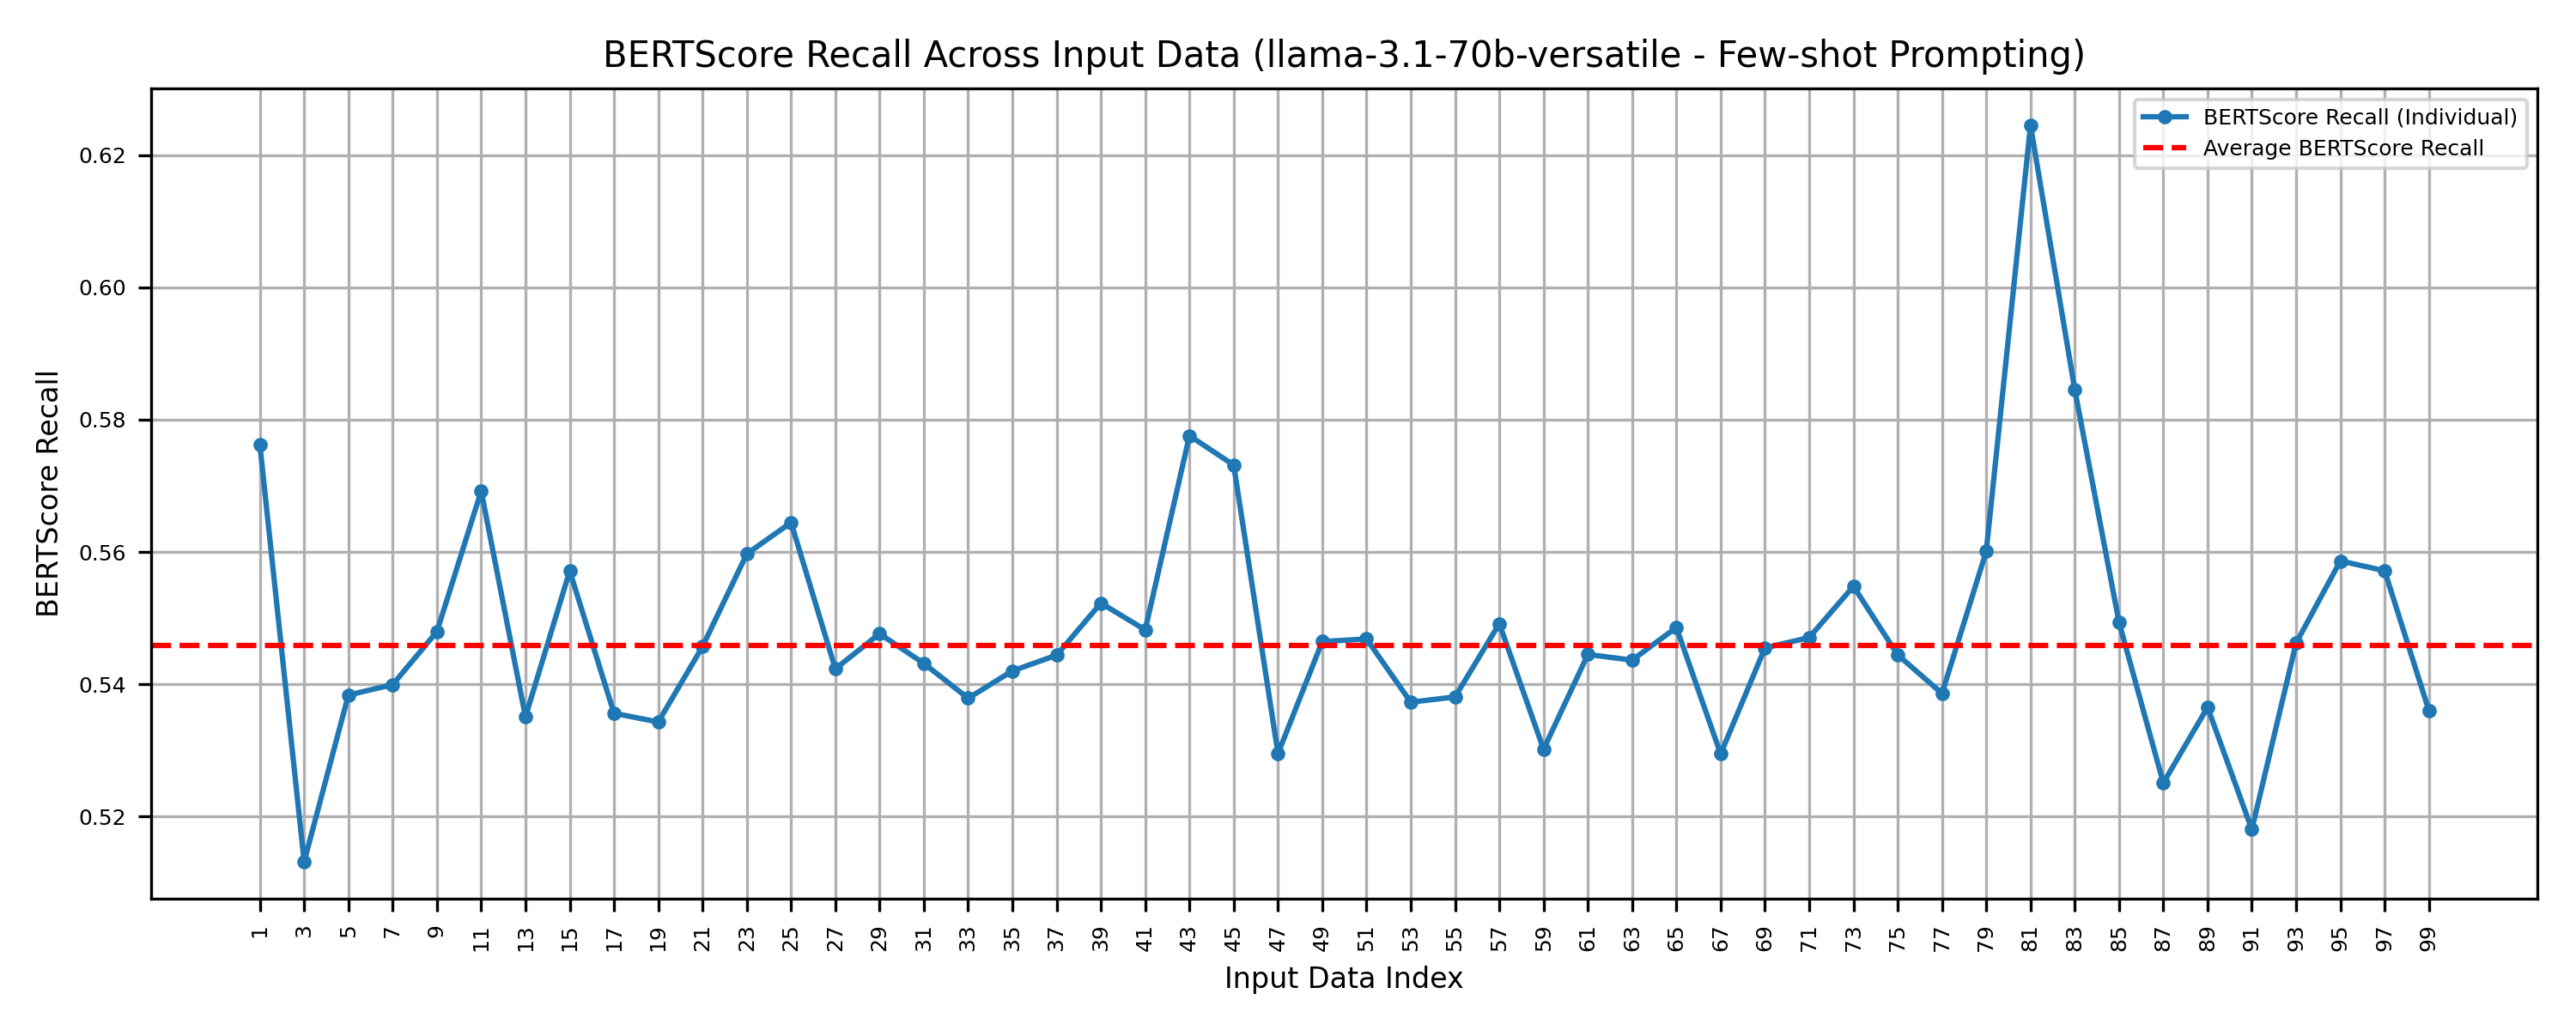 BERTScore Recall Across Input Data (llama-3.1-70b-versatile - Few-shot Prompting)
BERTScore Recall (Individual)
Average BERTScore Recall
BERTScore Recall
0.62
0.60
0.58
0.56
0.54
0.52
1 3 5 7 9 11 13 15 17 19 21 23 25 27 29 31 33 35 37 39 41 43 45 47 49 51 53 55 57 59 61 63 65 67 69 71 73 75 77 79 81 83 85 87 89 91 93 95 97 99
Input Data Index